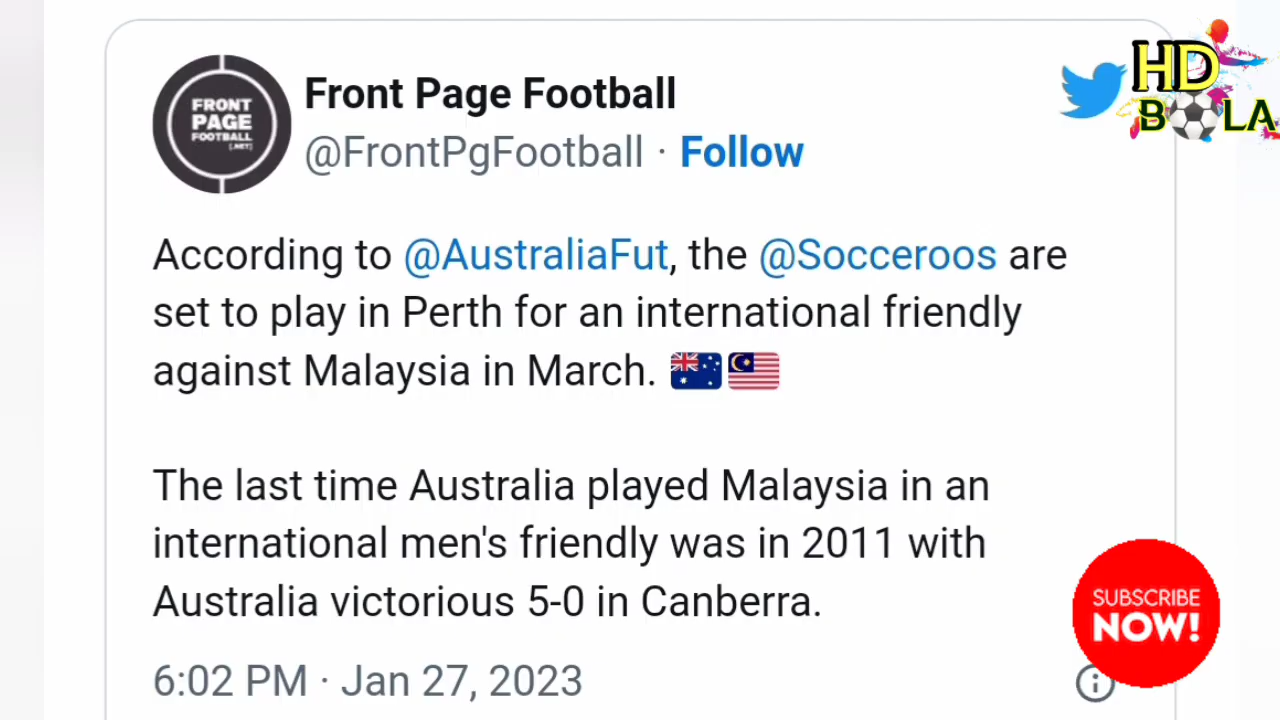 FRONT
PAGE
FOOTBALL
[.NET]
Front Page Football
@FrontPgFootball · Follow
HD
BOLA
According to @AustraliaFut, the @Socceroos are
set to play in Perth for an international friendly
against Malaysia in March. 🇦🇺🇲🇾
The last time Australia played Malaysia in an
international men's friendly was in 2011 with
Australia victorious 5-0 in Canberra.
SUBSCRIBE
NOW!
6:02 PM · Jan 27, 2023